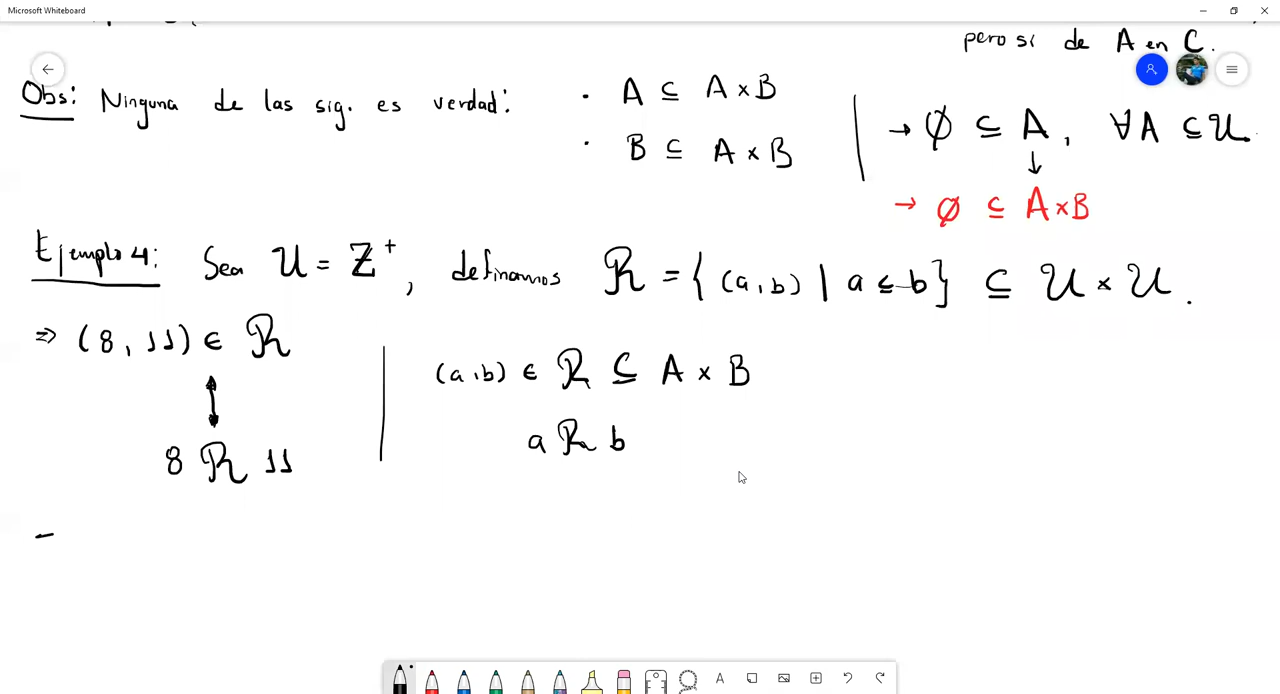 Microsoft Whiteboard
pero si de A en C.
Obs: Ninguna de las sig. es verdad: · A ⊆ A × B
· B ⊆ A × B
→ ∅ ⊆ A, ∀A ⊆ U.
↓
→ ∅ ⊆ A × B
Ejemplo 4: Sea U = Z⁺, definamos R = { (a,b) | a ≤ b} ⊆ U × U.
⇒ (8, 11) ∈ R
↕
8 R 11
(a,b) ∈ R ⊆ A × B
a R b
-
A